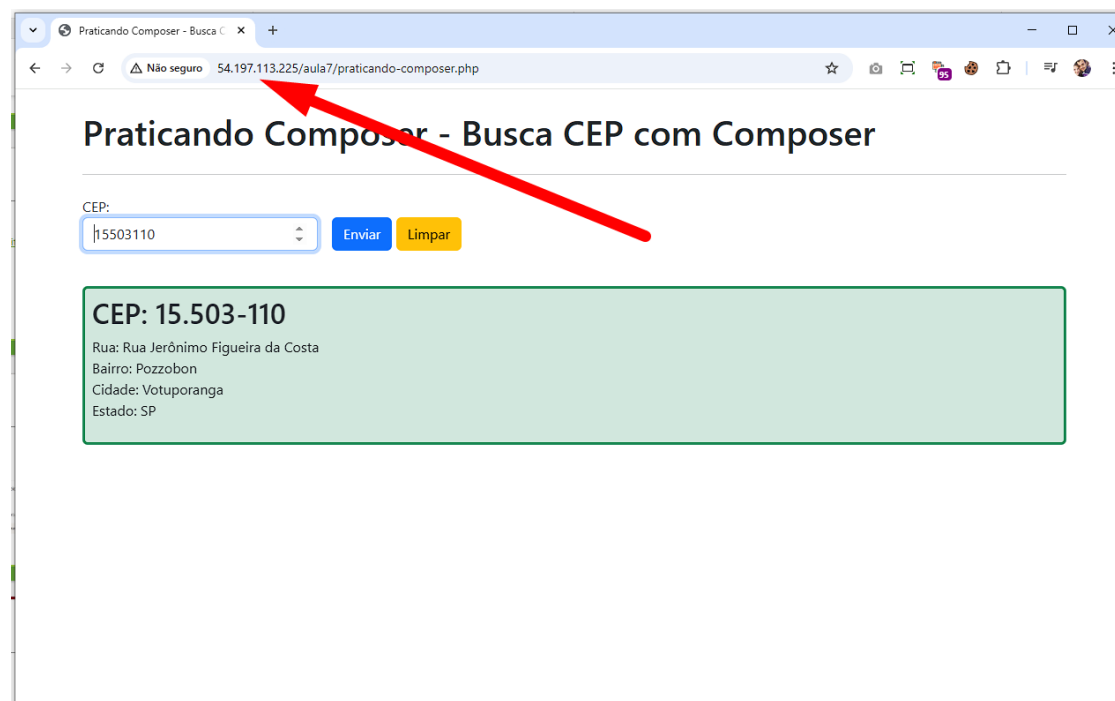 Praticando Composer - Busca C
Não seguro 54.197.113.225/aula7/praticando-composer.php
95
Praticando Composer - Busca CEP com Composer
CEP:
15503110
Enviar
Limpar
CEP: 15.503-110
Rua: Rua Jerônimo Figueira da Costa
Bairro: Pozzobon
Cidade: Votuporanga
Estado: SP